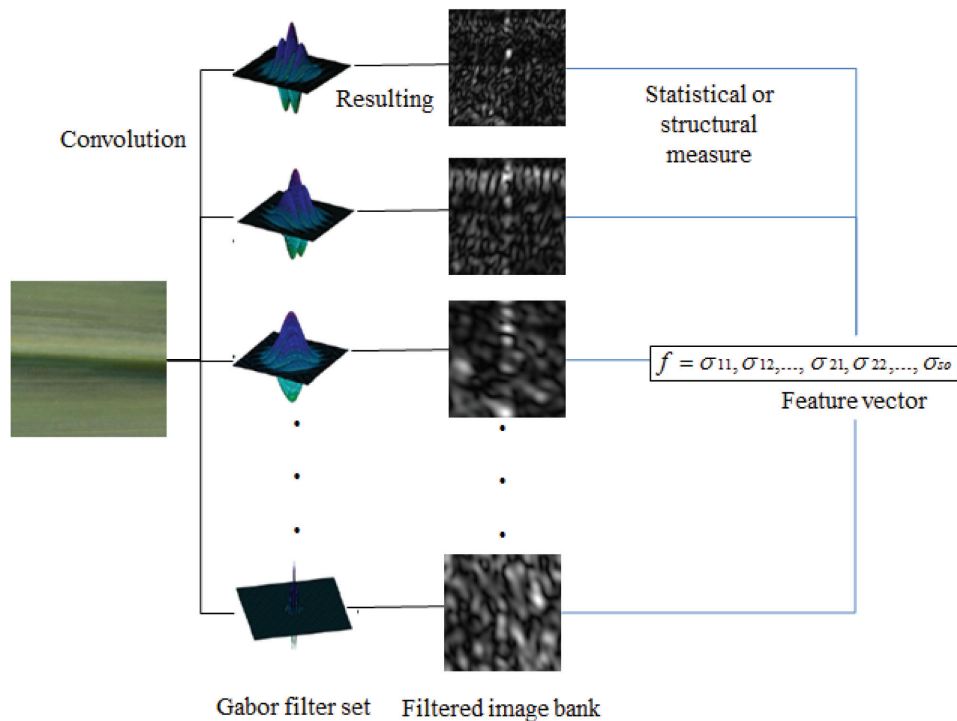 Convolution
Resulting
Statistical or
structural
measure
f = σ11, σ12,..., σ21, σ22,..., σso
Feature vector
Gabor filter set
Filtered image bank